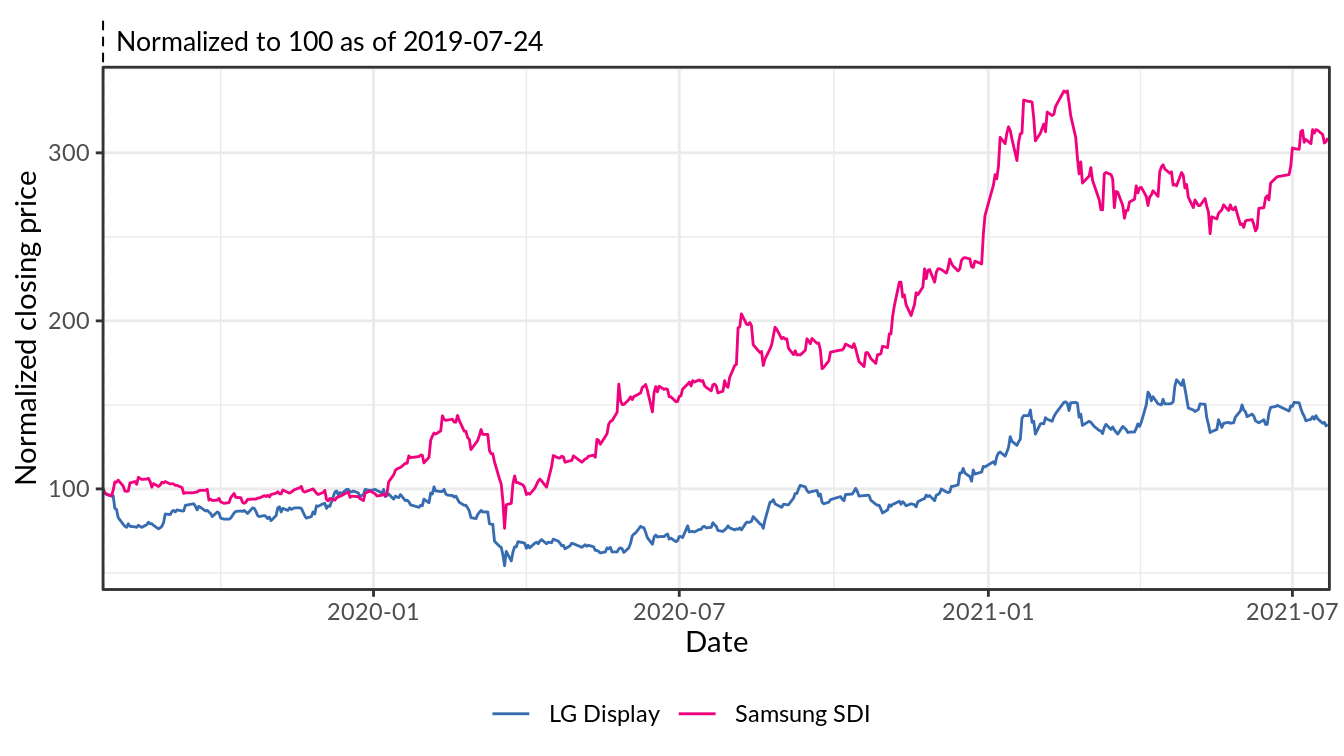 Normalized to 100 as of 2019-07-24
Normalized closing price
300
200
100
2020-01
2020-07
2021-01
2021-07
Date
LG Display
Samsung SDI